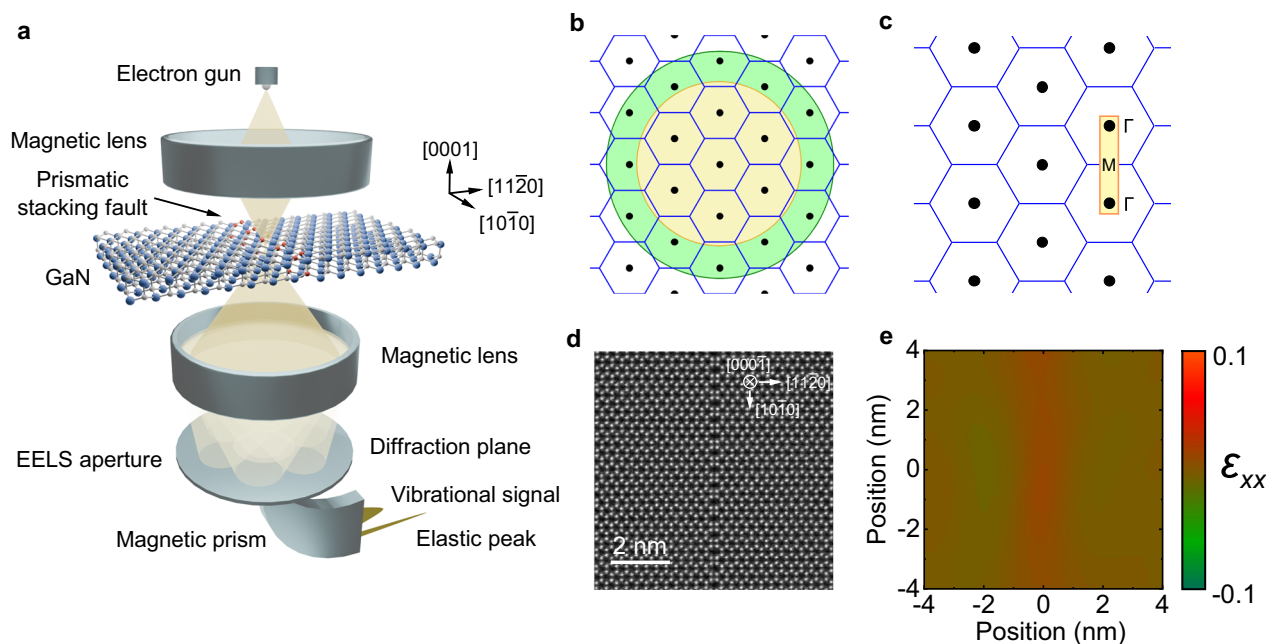 a
Electron gun
Magnetic lens
Prismatic
stacking fault
[0001]
[112̅0]
[101̅0]
GaN
Magnetic lens
EELS aperture
Diffraction plane
Vibrational signal
Magnetic prism
Elastic peak
b
c
Γ
M
Γ
d
[0001̅]
[112̅0]
[101̅0]
2 nm
e
4
2
0
-2
-4
Position (nm)
-4
-2
0
2
4
Position (nm)
0.1
εxx
-0.1